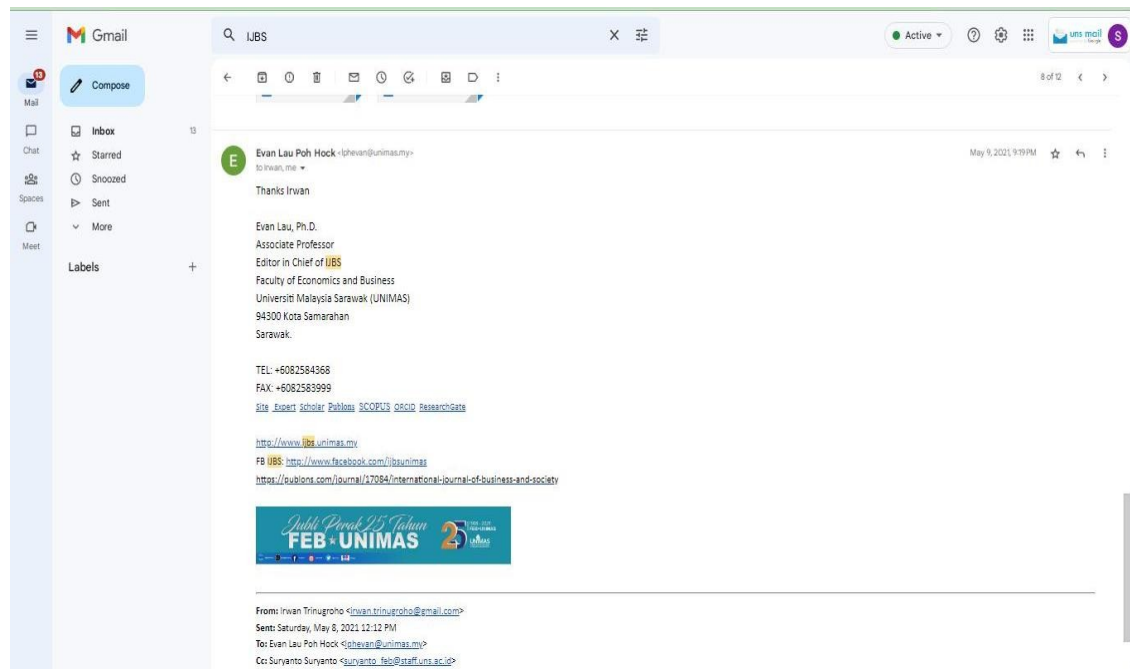 Gmail
IJBS
Active
uns mail
S
13
Mail
Compose
8 of 12
Inbox 13
Chat
Starred
Snoozed
Spaces
Sent
More
Meet
Labels
E
Evan Lau Poh Hock <lphevan@unimas.my>
May 9, 2021, 9:19 PM
to Irwan, me
Thanks Irwan
Evan Lau, Ph.D.
Associate Professor
Editor in Chief of IJBS
Faculty of Economics and Business
Universiti Malaysia Sarawak (UNIMAS)
94300 Kota Samarahan
Sarawak.
TEL: +6082584368
FAX: +6082583999
Site Expert Scholar Publons SCOPUS ORCID ResearchGate
http://www.ijbs.unimas.my
FB IJBS: http://www.facebook.com/ijbsunimas
https://publons.com/journal/17084/international-journal-of-business-and-society
Jubli Perak 25 Tahun
FEB UNIMAS
25
UNIMAS
From: Irwan Trinugroho <irwan.trinugroho@gmail.com>
Sent: Saturday, May 8, 2021 12:12 PM
To: Evan Lau Poh Hock <lphevan@unimas.my>
Cc: Suryanto Suryanto <suryanto_feb@staff.uns.ac.id>